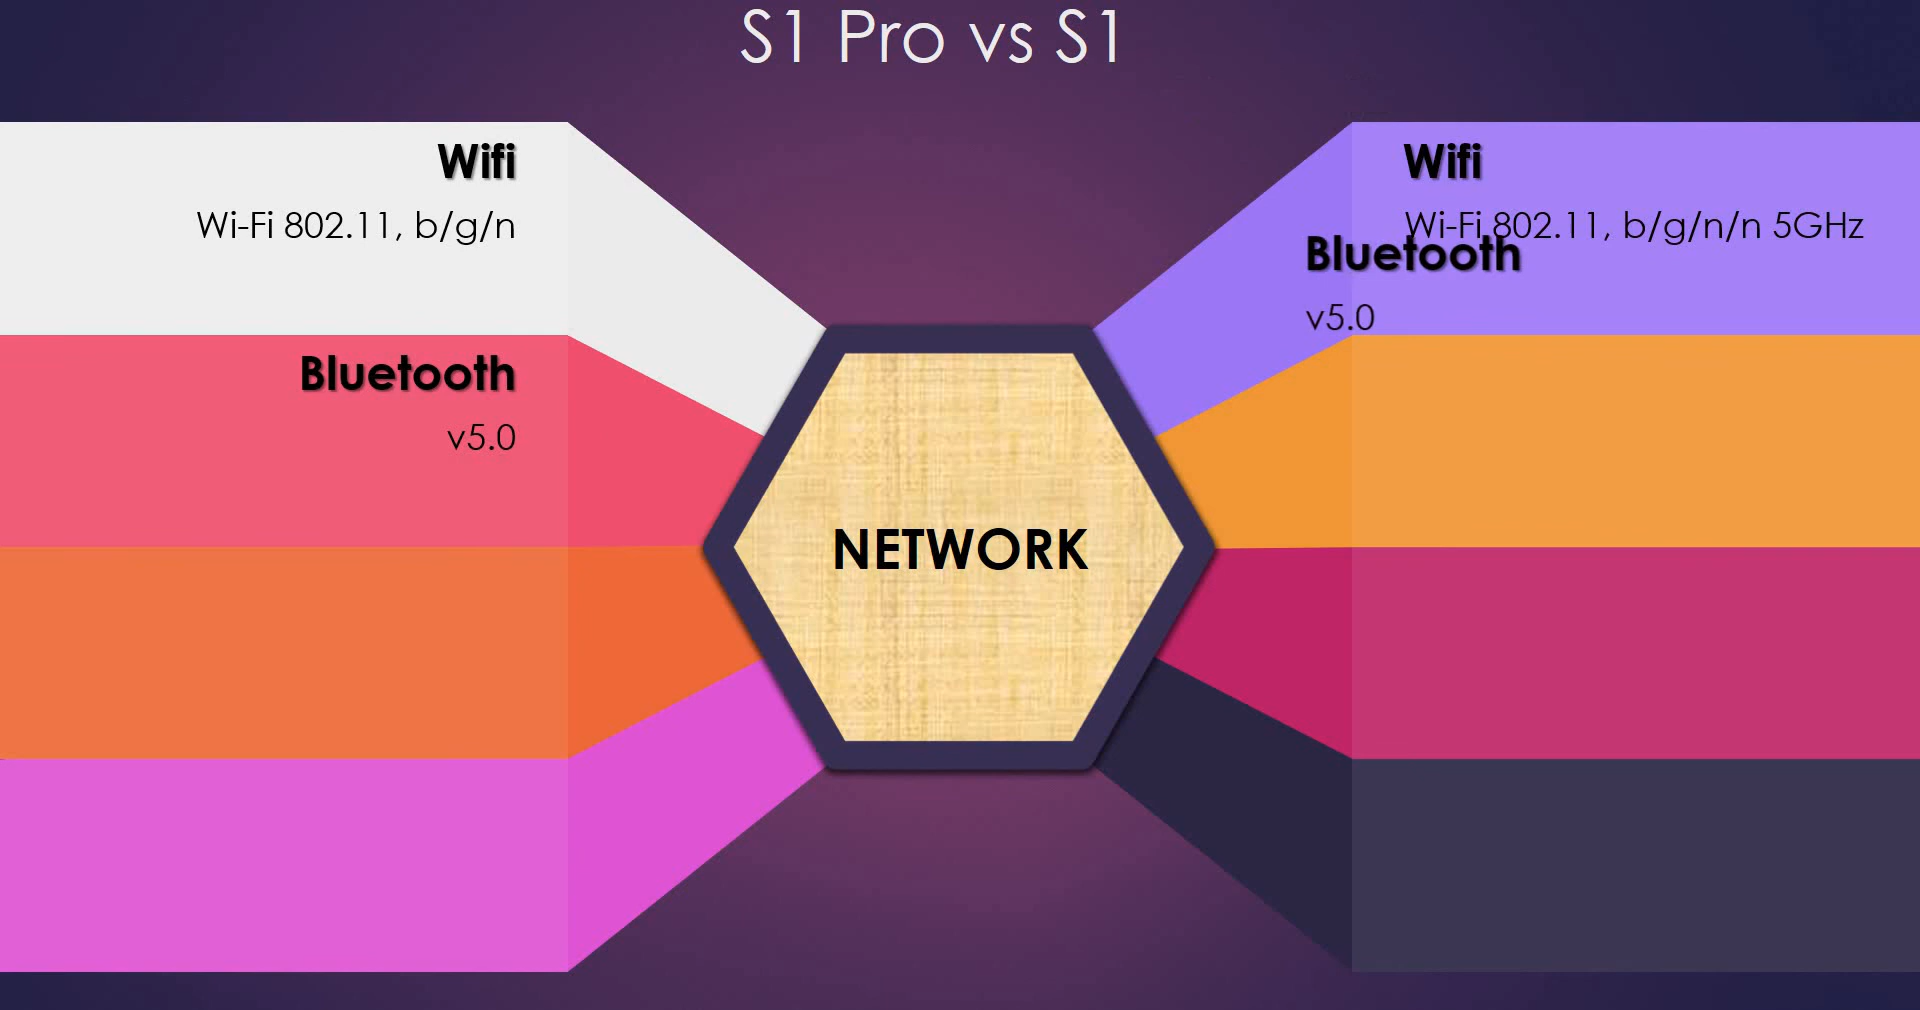 S1 Pro vs S1
Wifi
Wi-Fi 802.11, b/g/n
Bluetooth
v5.0
NETWORK
Wifi
Wi-Fi 802.11, b/g/n/n 5GHz
Bluetooth
v5.0